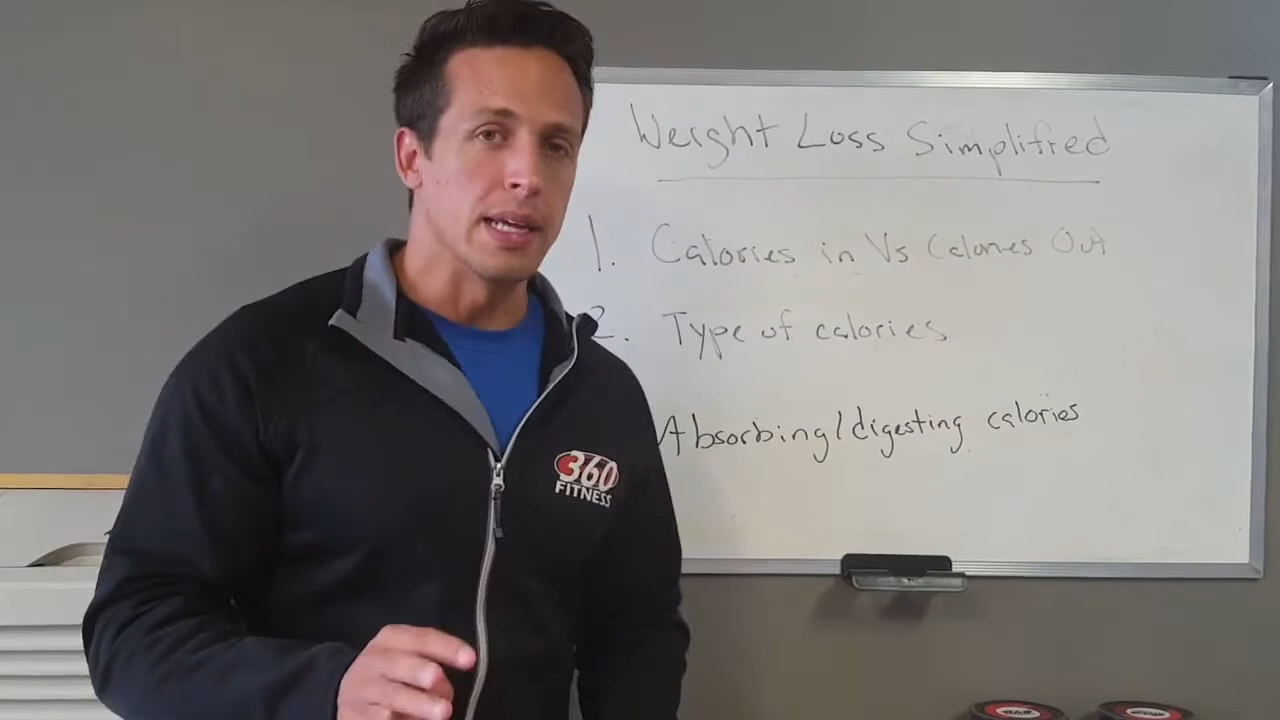 Weight Loss Simplified
1. Calories in Vs Calories Out
2. Type of calories
Absorbing/digesting calories
360
FITNESS